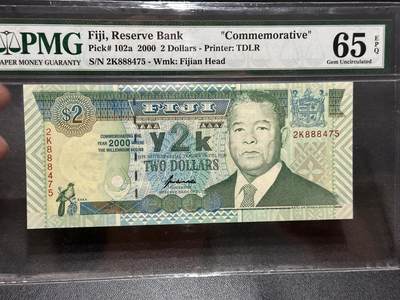 PMG
PAPER MONEY GUARANTY
Fiji, Reserve Bank "Commemorative"
Pick# 102a 2000 2 Dollars - Printer: TDLR
S/N 2K888475 - Wmk: Fijian Head
65 EPQ
Gem Uncirculated
FIJI
$2
COMMEMORATING
YEAR 2000
THE MILLENNIUM
y2k
2K888475
2K888475
TWO DOLLARS